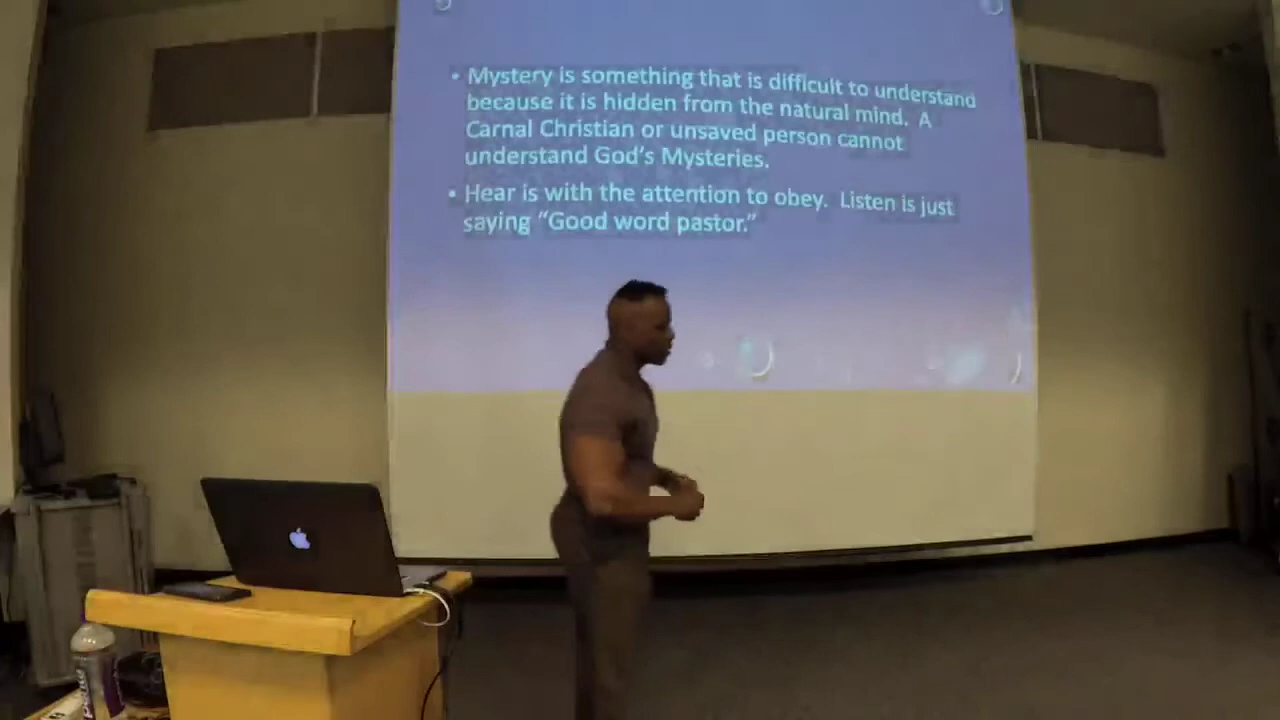 • Mystery is something that is difficult to understand
because it is hidden from the natural mind. A
Carnal Christian or unsaved person cannot
understand God's Mysteries.
• Hear is with the attention to obey. Listen is just
saying “Good word pastor.”